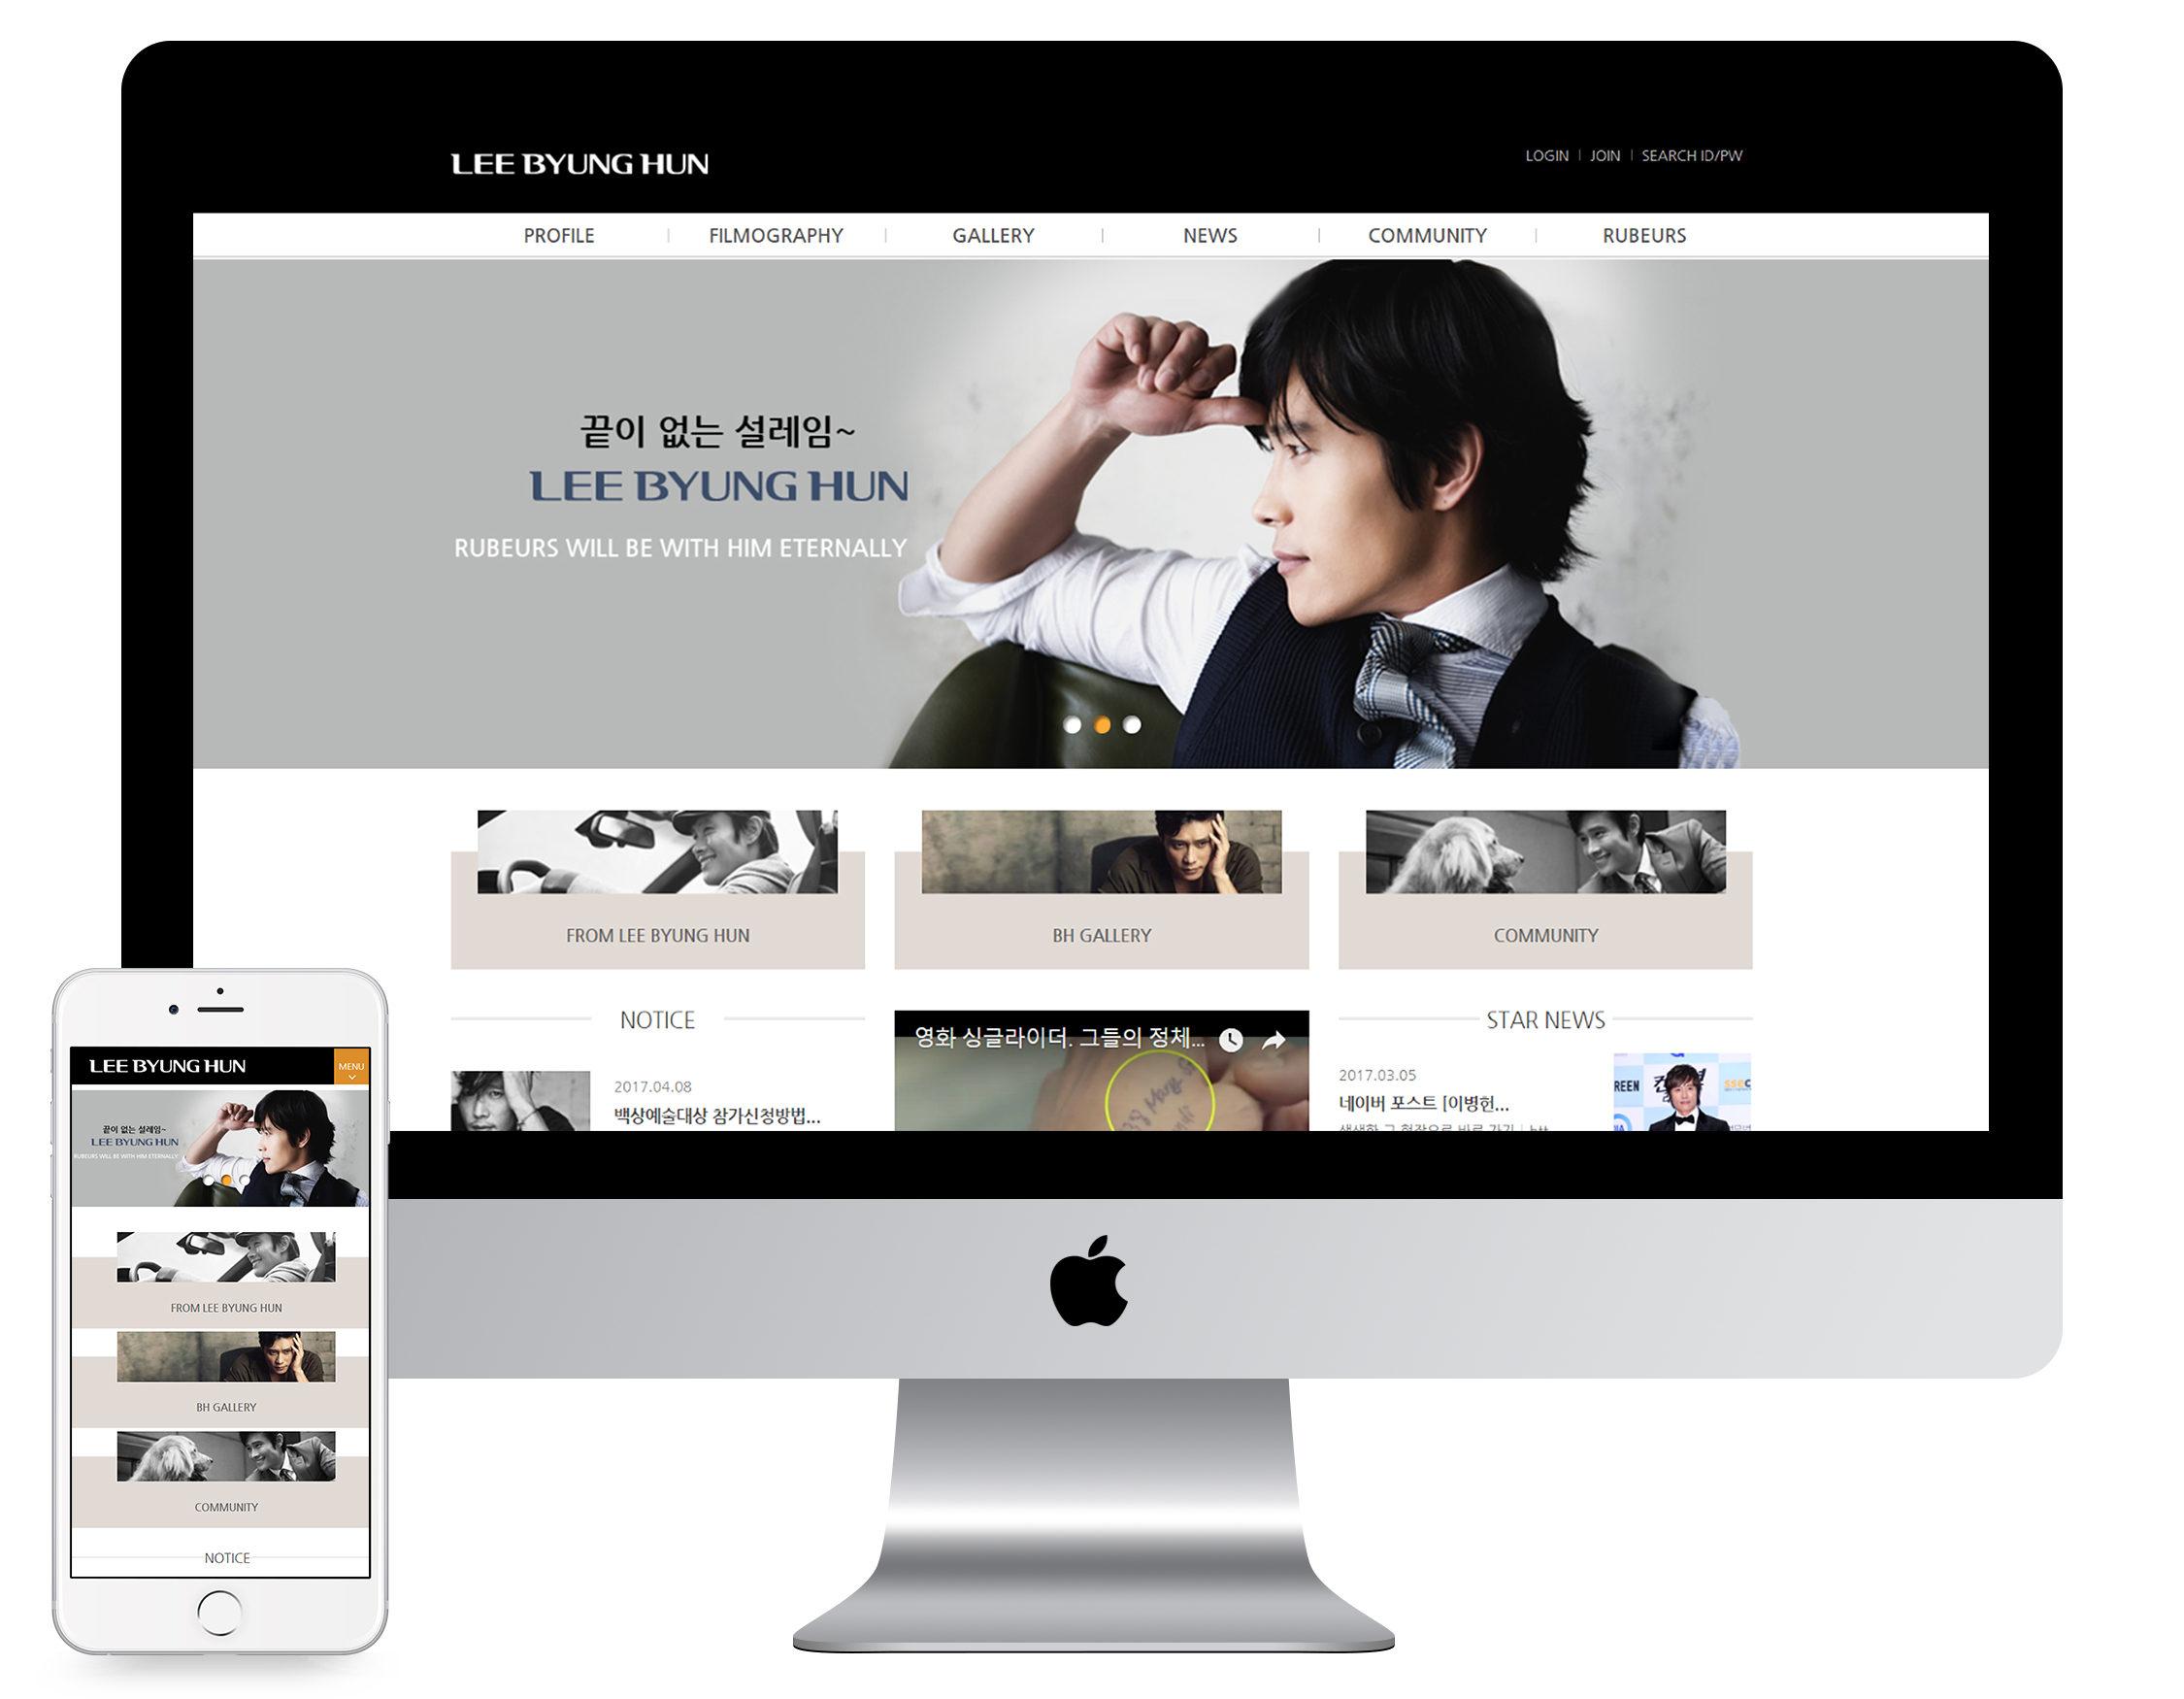 LEE BYUNG HUN
LOGIN | JOIN | SEARCH ID/PW
PROFILE | FILMOGRAPHY | GALLERY | NEWS | COMMUNITY | RUBEURS
끝이 없는 설레임~
LEE BYUNG HUN
RUBEURS WILL BE WITH HIM ETERNALLY
FROM LEE BYUNG HUN
BH GALLERY
COMMUNITY
NOTICE
2017.04.08
백상예술대상 참가신청방법...
영화 싱글라이더. 그들의 정체...
STAR NEWS
2017.03.05
네이버 포스트 [이병헌...
REEN
LEE BYUNG HUN
MENU
끝이 없는 설레임~
LEE BYUNG HUN
RUBEURS WILL BE WITH HIM ETERNALLY
FROM LEE BYUNG HUN
BH GALLERY
COMMUNITY
NOTICE